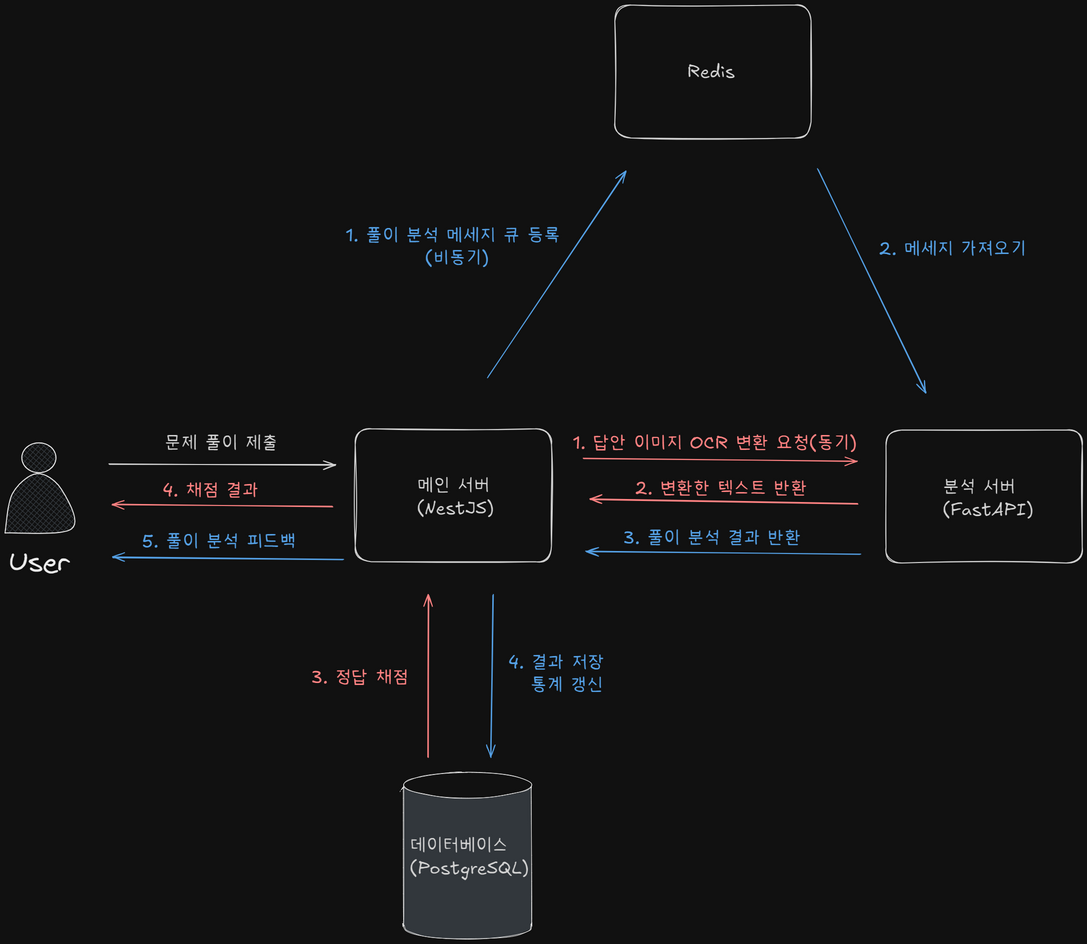 Redis
1. 풀이 분석 메세지 큐 등록
(비동기)
2. 메세지 가져오기
문제 풀이 제출
4. 채점 결과
5. 풀이 분석 피드백
User
메인 서버
(NestJS)
1. 답안 이미지 OCR 변환 요청(동기)
2. 변환한 텍스트 반환
3. 풀이 분석 결과 반환
분석 서버
(FastAPI)
3. 정답 채점
4. 결과 저장
통계 갱신
데이터베이스
(PostgreSQL)